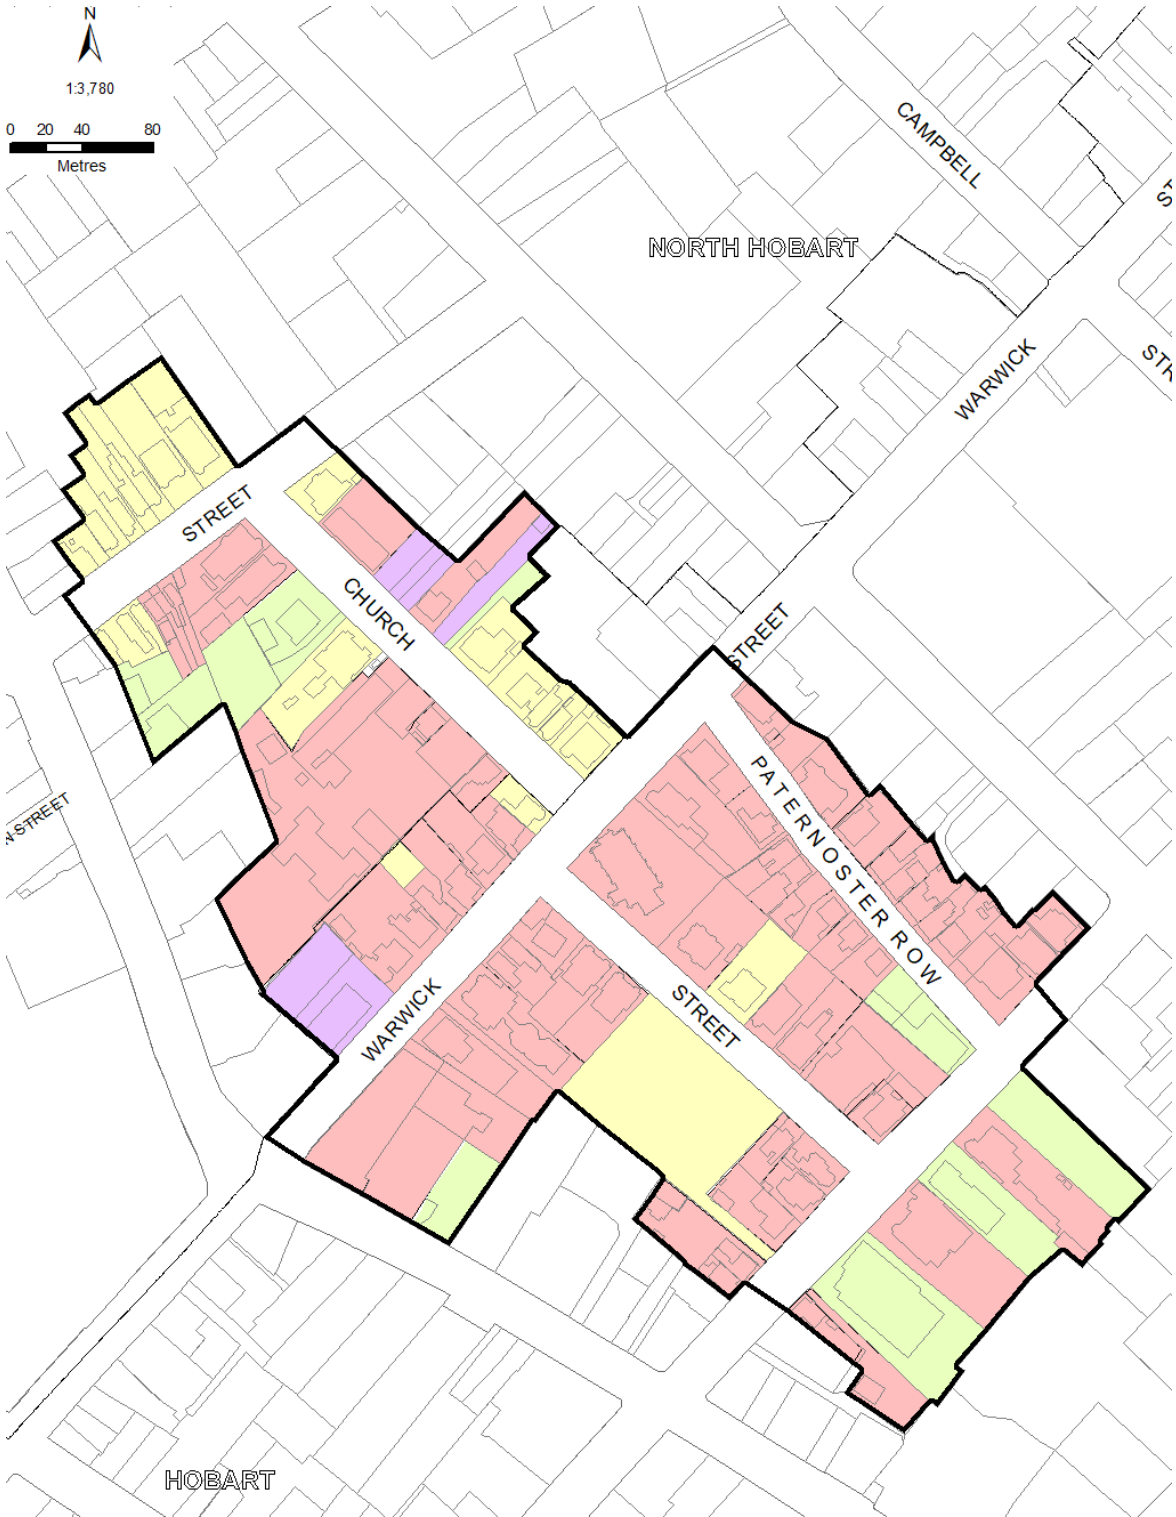 N
1:3,780
0 20 40 80
Metres
CAMPBELL
NORTH HOBART
WARWICK
STREET
CHURCH
STREET
PATERNOSTER ROW
STREET
WARWICK
HOBART